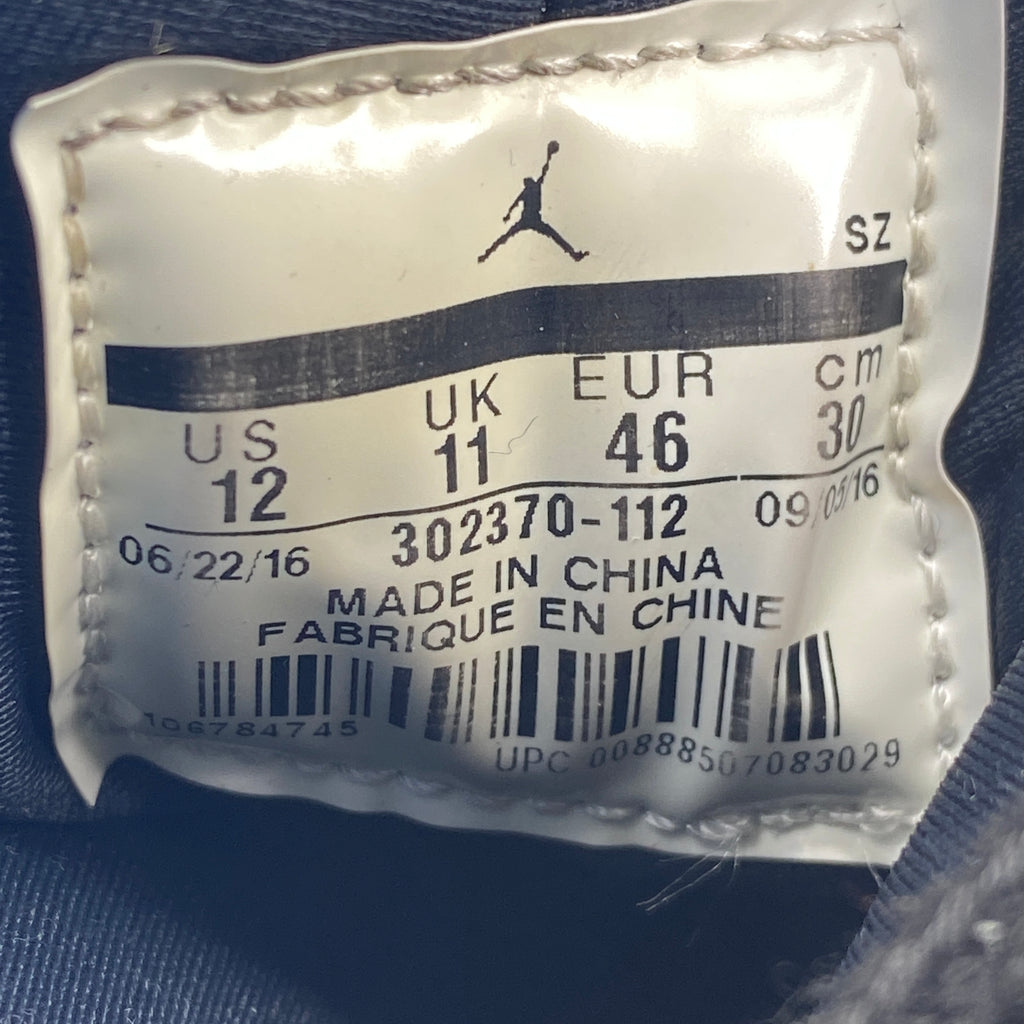 SZ
US UK EUR cm
12 11 46 30
06/22/16 302370-112 09/05/16
MADE IN CHINA
FABRIQUE EN CHINE
106784745
UPC 00888507083029